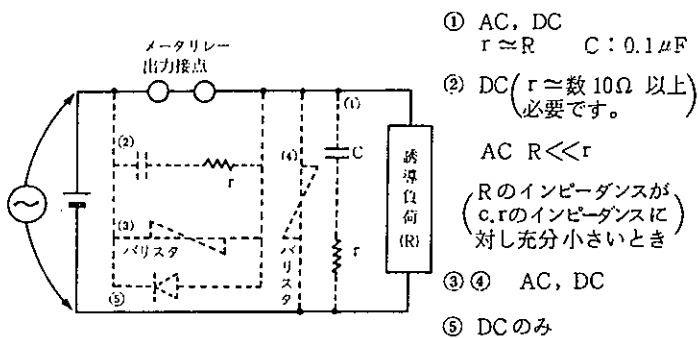 メータリレー
出力接点
(1)
(2)
r
(3)
バリスタ
(4)
バリスタ
(5)
C
r
誘導負荷(R)
① AC, DC
r≃R C:0.1μF
② DC(r≃数10Ω 以上
必要です。)
AC R<<r
(Rのインピーダンスが
c.rのインピーダンスに
対し充分小さいとき)
③④ AC, DC
⑤ DCのみ